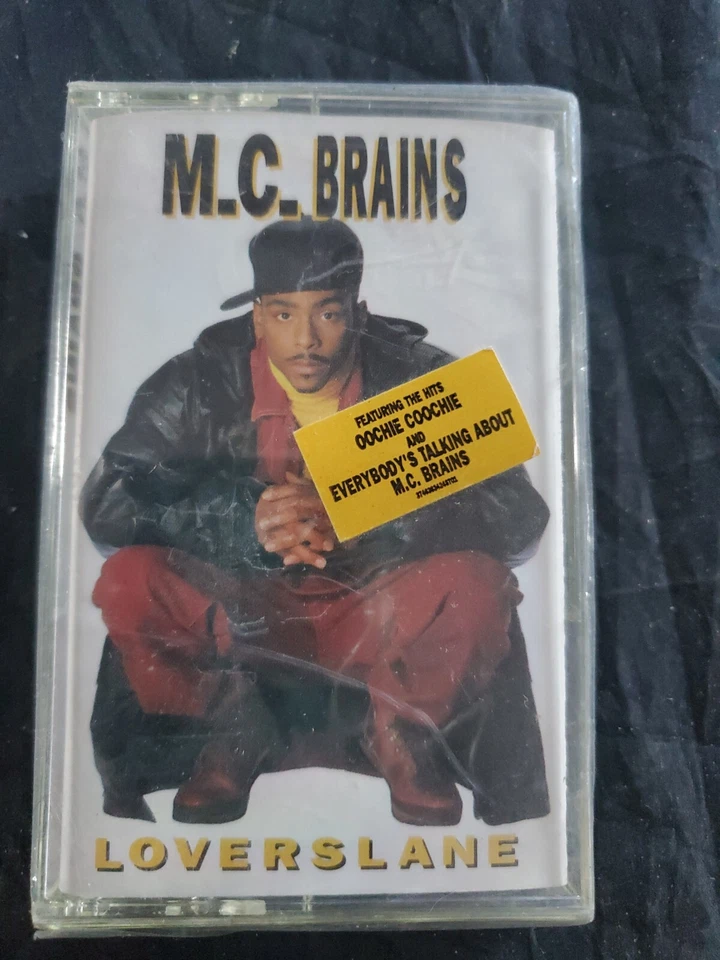 M.C. BRAINS
FEATURING THE HITS
OOCHIE COOCHIE
AND
EVERYBODY'S TALKING ABOUT
M.C. BRAINS
LOVERSLANE